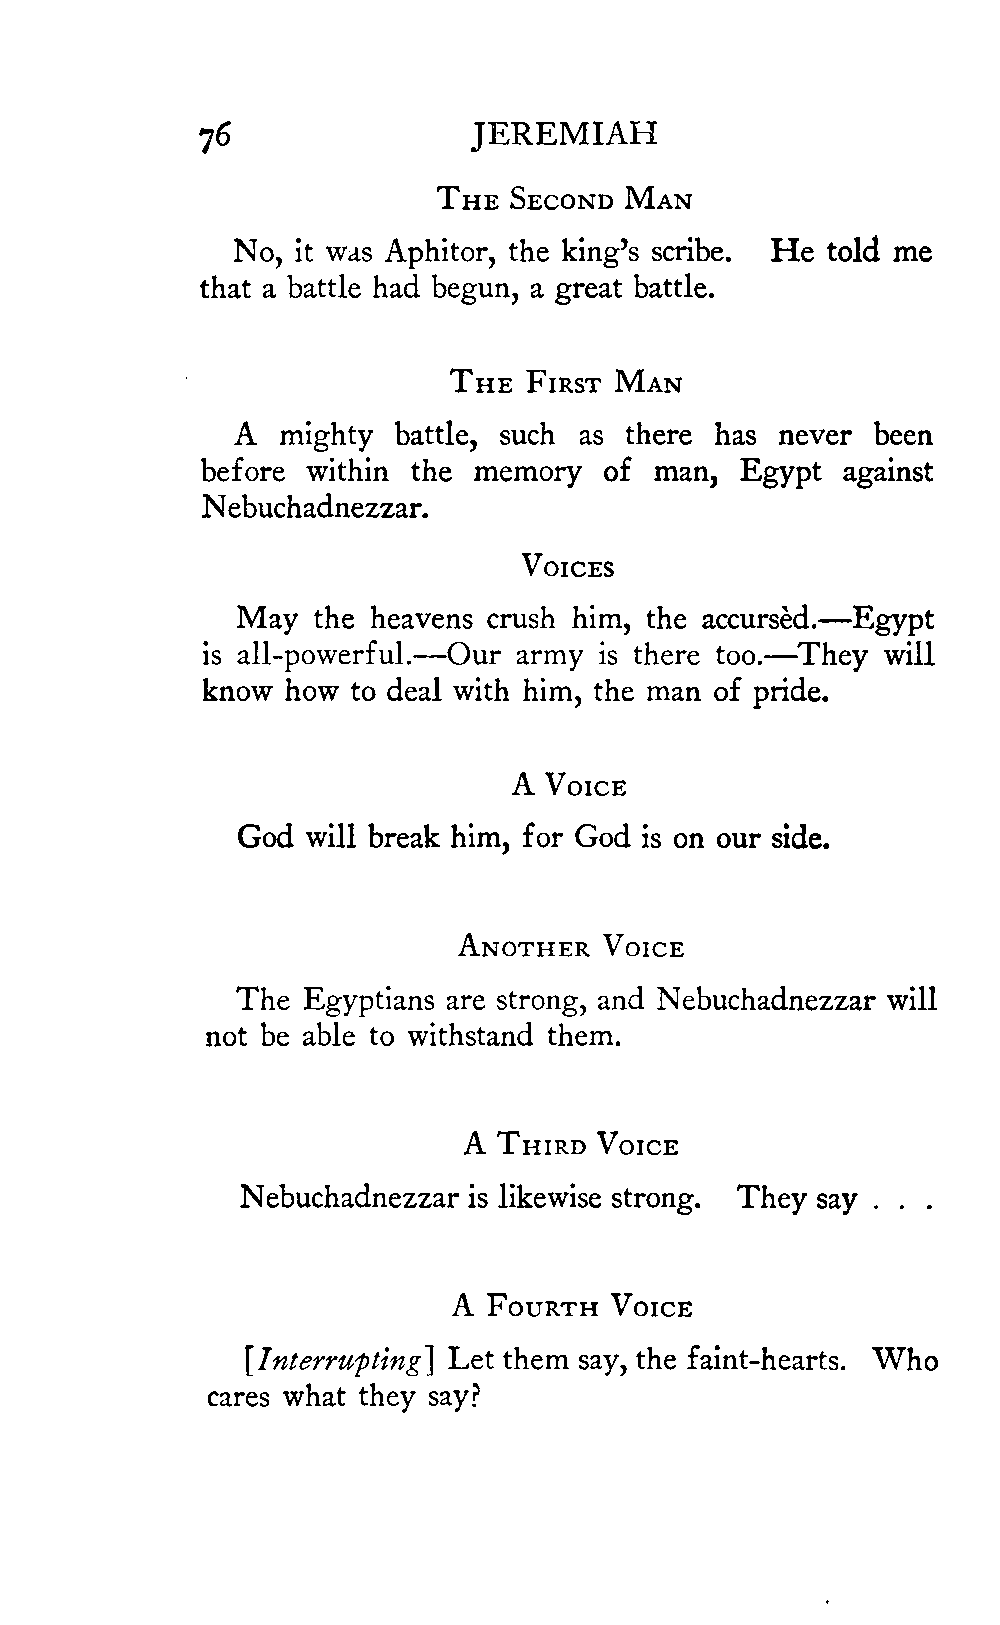 76 JEREMIAH
THE SECOND MAN
No, it was Aphitor, the king's scribe. He told me
that a battle had begun, a great battle.
THE FIRST MAN
A mighty battle, such as there has never been
before within the memory of man, Egypt against
Nebuchadnezzar.
VOICES
May the heavens crush him, the accursèd.—Egypt
is all-powerful.—Our army is there too.—They will
know how to deal with him, the man of pride.
A VOICE
God will break him, for God is on our side.
ANOTHER VOICE
The Egyptians are strong, and Nebuchadnezzar will
not be able to withstand them.
A THIRD VOICE
Nebuchadnezzar is likewise strong. They say . . .
A FOURTH VOICE
[Interrupting] Let them say, the faint-hearts. Who
cares what they say?